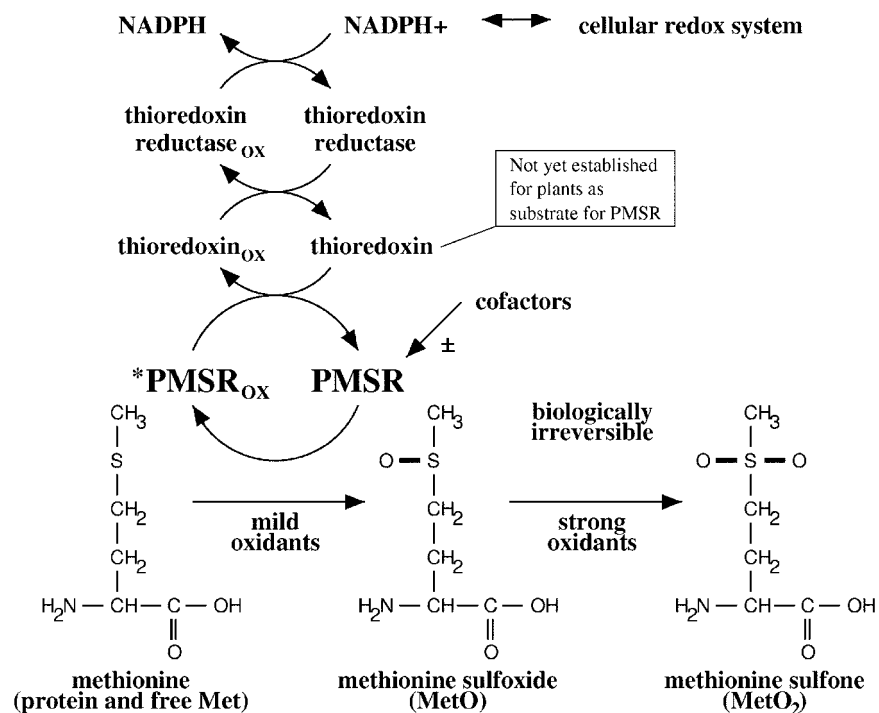 NADPH NADPH+ cellular redox system
thioredoxin thioredoxin
reductase OX reductase
Not yet established
for plants as
substrate for PMSR
thioredoxin OX thioredoxin
cofactors
±
*PMSR OX PMSR
CH3 CH3 biologically CH3
irreversible
S O S O S O
CH2 mild CH2 strong CH2
oxidants oxidants
CH2 CH2 CH2
H2N CH C OH H2N CH C OH H2N CH C OH
O O O
methionine methionine sulfoxide methionine sulfone
(protein and free Met) (MetO) (MetO2)